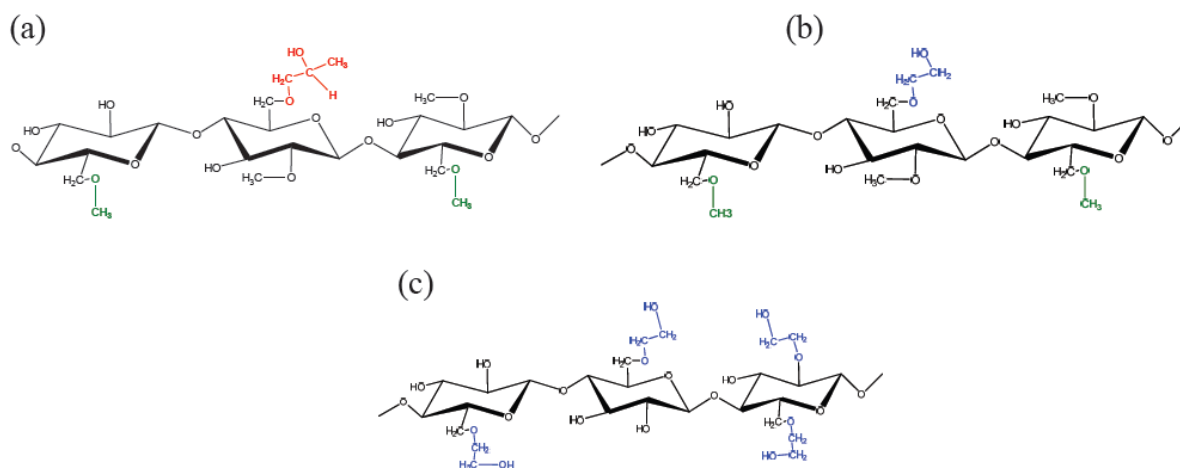 (a)
HO
H₂C C CH₃
H₂C O H
HO HO O O H₃C O HO O
O O HO O O
H₂C O H₃C O H₂C O
CH₃ CH₃
(b)
HO
H₂C CH₂
H₂C O
HO HO O O H₃C O HO O
O O HO O O
H₂C O H₃C O H₂C O
CH3 CH₃
(c)
HO HO
H₂C CH₂ H₂C CH₂
H₂C O O
HO HO O O HO O
O O HO HO O O
H₂C O H₂C O
CH₂ CH₂
H₂C OH HO CH₂